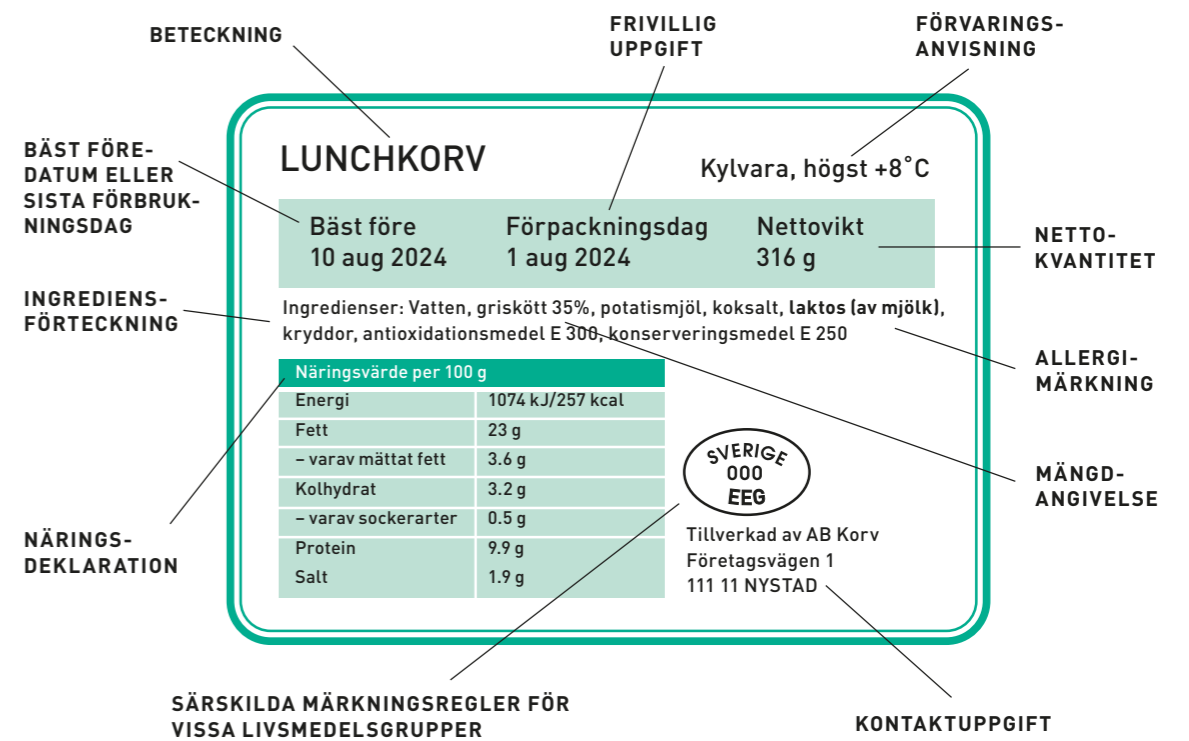 BETECKNING
FRIVILLIG
UPPGIFT
FÖRVARINGS-
ANVISNING
BÄST FÖRE-
DATUM ELLER
SISTA FÖRBRUK-
NINGSDAG
LUNCHKORV
Kylvara, högst +8°C
Bäst före
10 aug 2024
Förpackningsdag
1 aug 2024
Nettovikt
316 g
NETTO-
KVANTITET
INGREDIENS-
FÖRTECKNING
Ingredienser: Vatten, griskött 35%, potatismjöl, koksalt, laktos (av mjölk),
kryddor, antioxidationsmedel E 300, konserveringsmedel E 250
ALLERGI-
MÄRKNING
Näringsvärde per 100 g
Energi 1074 kJ/257 kcal
Fett 23 g
– varav mättat fett 3.6 g
Kolhydrat 3.2 g
– varav sockerarter 0.5 g
Protein 9.9 g
Salt 1.9 g
SVERIGE
000
EEG
MÄNGD-
ANGIVELSE
NÄRINGS-
DEKLARATION
Tillverkad av AB Korv
Företagsvägen 1
111 11 NYSTAD
SÄRSKILDA MÄRKNINGSREGLER FÖR
VISSA LIVSMEDELSGRUPPER
KONTAKTUPPGIFT